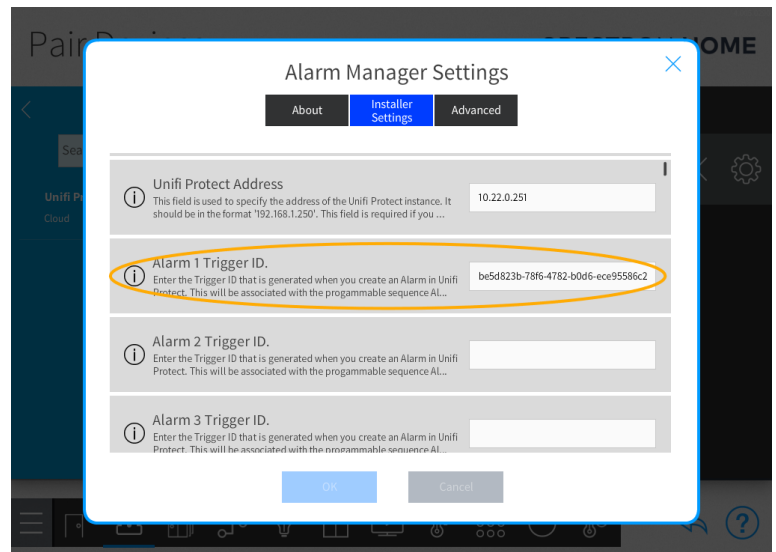 Pair
HOME
Alarm Manager Settings
About
Installer
Settings
Advanced
Sea
Unifi Pr
Cloud
Unifi Protect Address
This field is used to specify the address of the Unifi Protect instance. It
should be in the format '192.168.1.250'. This field is required if you ...
10.22.0.251
Alarm 1 Trigger ID.
Enter the Trigger ID that is generated when you create an Alarm in Unifi
Protect. This will be associated with the progammable sequence Al...
be5d823b-78f6-4782-b0d6-ece95586c2
Alarm 2 Trigger ID.
Enter the Trigger ID that is generated when you create an Alarm in Unifi
Protect. This will be associated with the progammable sequence Al...
Alarm 3 Trigger ID.
Enter the Trigger ID that is generated when you create an Alarm in Unifi
Protect. This will be associated with the progammable sequence Al...
OK
Cancel